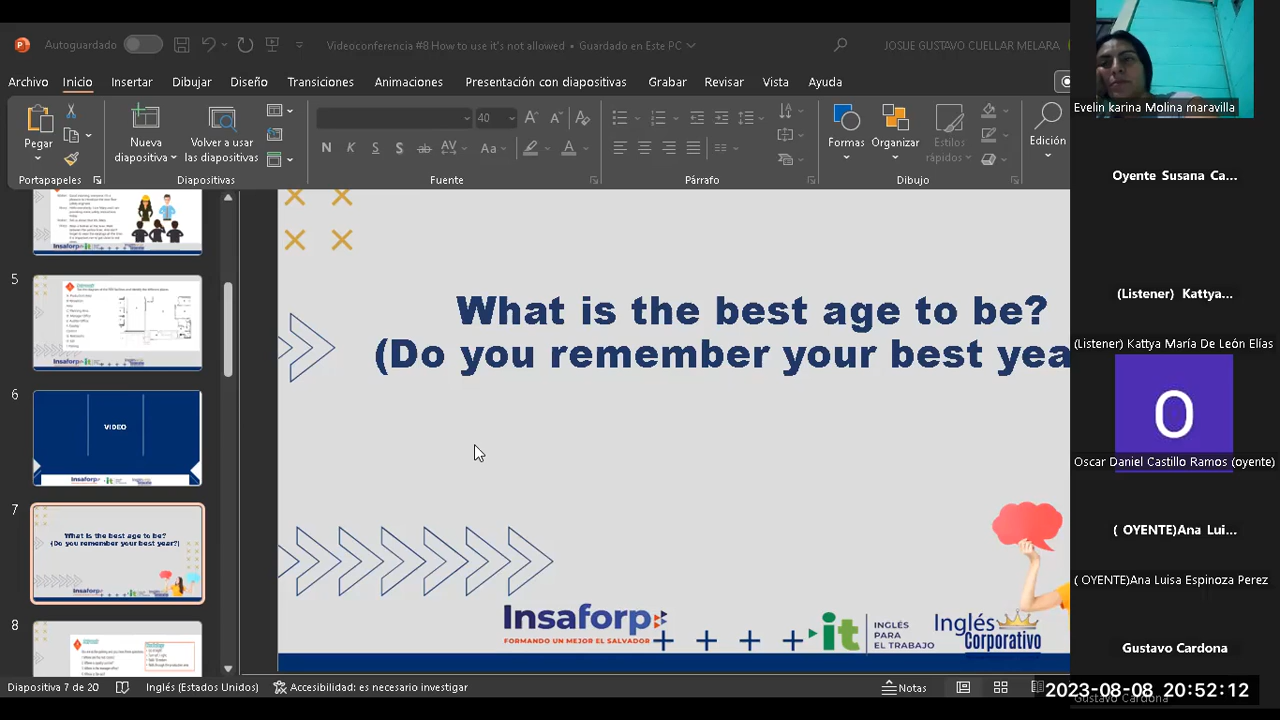 Autoguardado
Videoconferencia #8 How to use it's not allowed • Guardado en Este PC
JOSUE GUSTAVO CUELLAR MELARA
Archivo Inicio Insertar Dibujar Diseño Transiciones Animaciones Presentación con diapositivas Grabar Revisar Vista Ayuda
Pegar
Portapapeles
Nueva diapositiva
Volver a usar las diapositivas
Diapositivas
40
N K S S ab AV Aa A
Fuente
Párrafo
Formas
Organizar
Estilos rápidos
Dibujo
Edición
5
6
VIDEO
7
What is the best age to be?
(Do you remember your best year?)
8
What is the best age to be?
(Do you remember your best yea
Insaforp
FORMANDO UN MEJOR EL SALVADOR
it
INGLÉS
PARA
EL TRABAJO
Inglés
Corporativo
Diapositiva 7 de 20
Inglés (Estados Unidos)
Accesibilidad: es necesario investigar
Notas
Evelin karina Molina maravilla
Oyente Susana Ca...
(Listener) Kattya...
(Listener) Kattya María De León Elías
O
Oscar Daniel Castillo Ramos (oyente)
( OYENTE)Ana Lui...
( OYENTE)Ana Luisa Espinoza Perez
Gustavo Cardona
Gustavo Cardona
2023-08-08 20:52:12